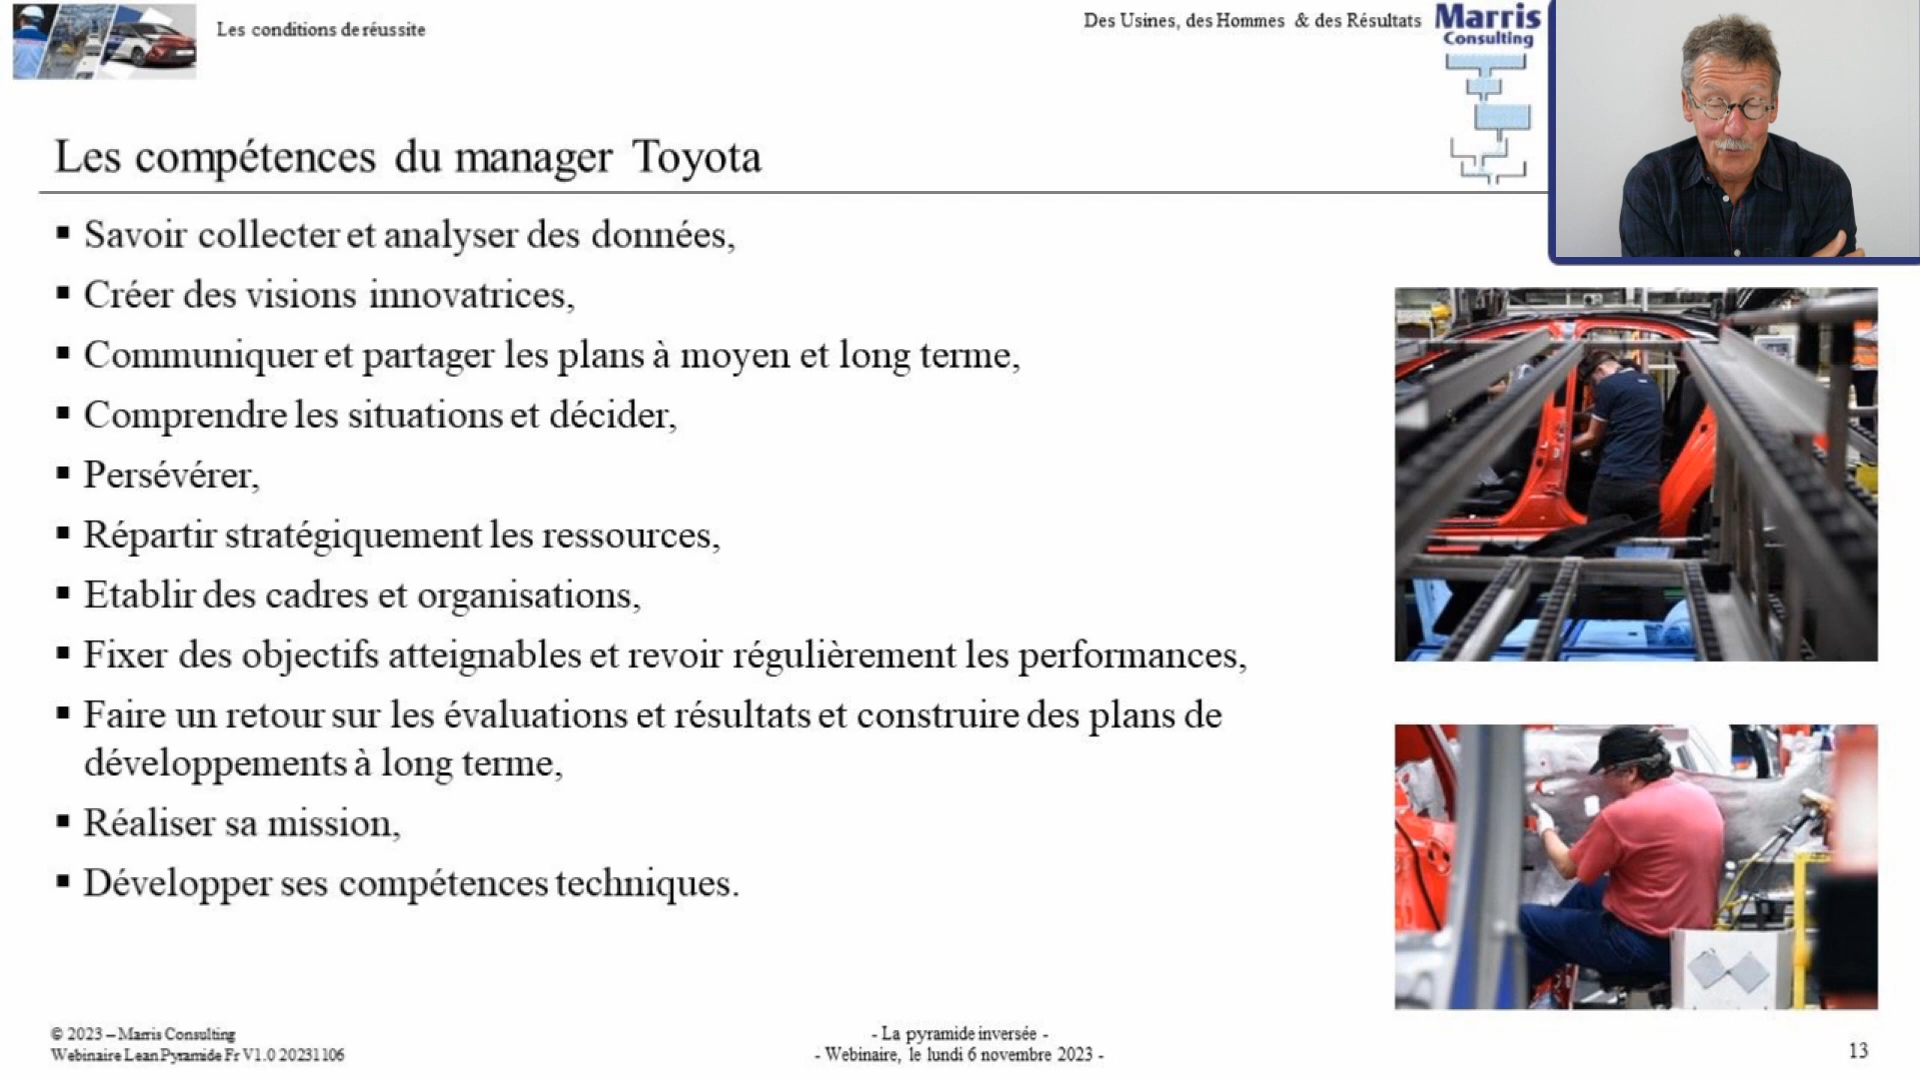 Les conditions de réussite
Des Usines, des Hommes & des Résultats
Marris
Consulting
Les compétences du manager Toyota
▪ Savoir collecter et analyser des données,
▪ Créer des visions innovatrices,
▪ Communiquer et partager les plans à moyen et long terme,
▪ Comprendre les situations et décider,
▪ Persévérer,
▪ Répartir stratégiquement les ressources,
▪ Etablir des cadres et organisations,
▪ Fixer des objectifs atteignables et revoir régulièrement les performances,
▪ Faire un retour sur les évaluations et résultats et construire des plans de
développements à long terme,
▪ Réaliser sa mission,
▪ Développer ses compétences techniques.
© 2023 – Marris Consulting
Webinaire Lean Pyramide Fr V1.0 20231106
- La pyramide inversée -
- Webinaire, le lundi 6 novembre 2023 -
13